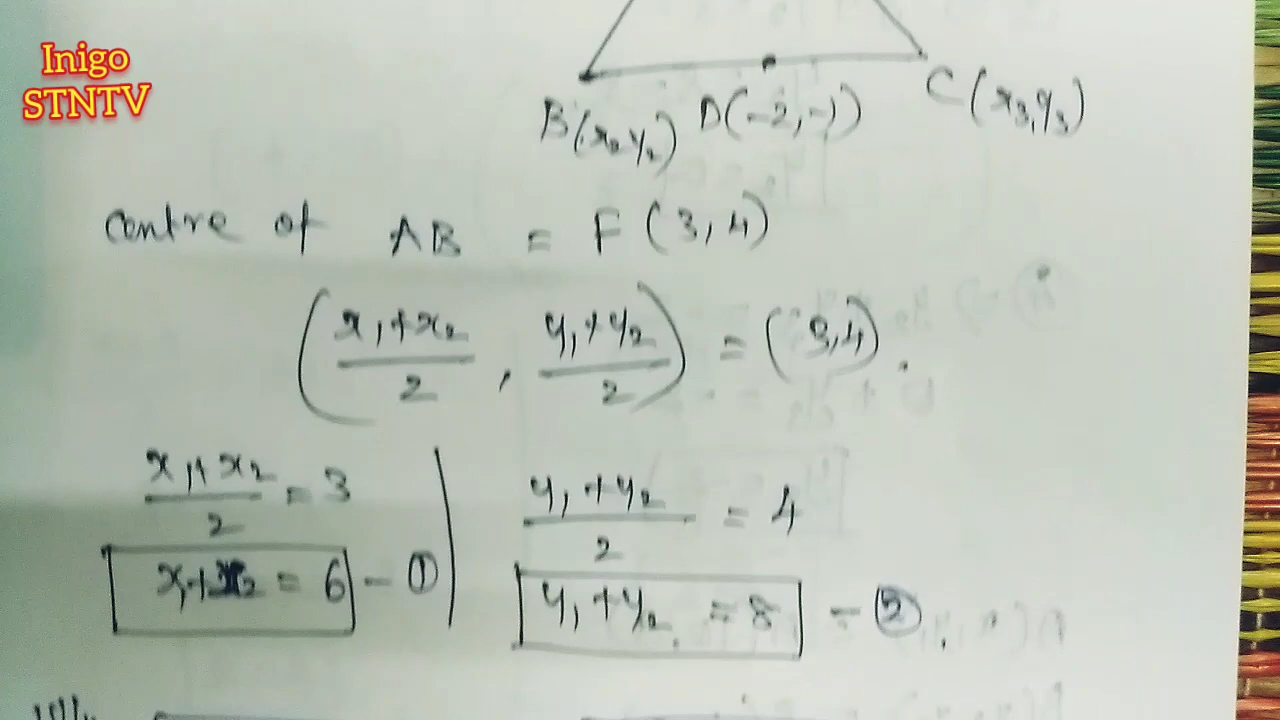 Inigo
STNTV
B(x₂ y₂) D(-2,-1) C(x₃,y₃)
Centre of AB = F(3,4)
(x₁+x₂/2 , y₁+y₂/2) = (3,4).
x₁+x₂/2 = 3
x₁+x₂ = 6 - ①
y₁+y₂/2 = 4
y₁+y₂ = 8 - ②.